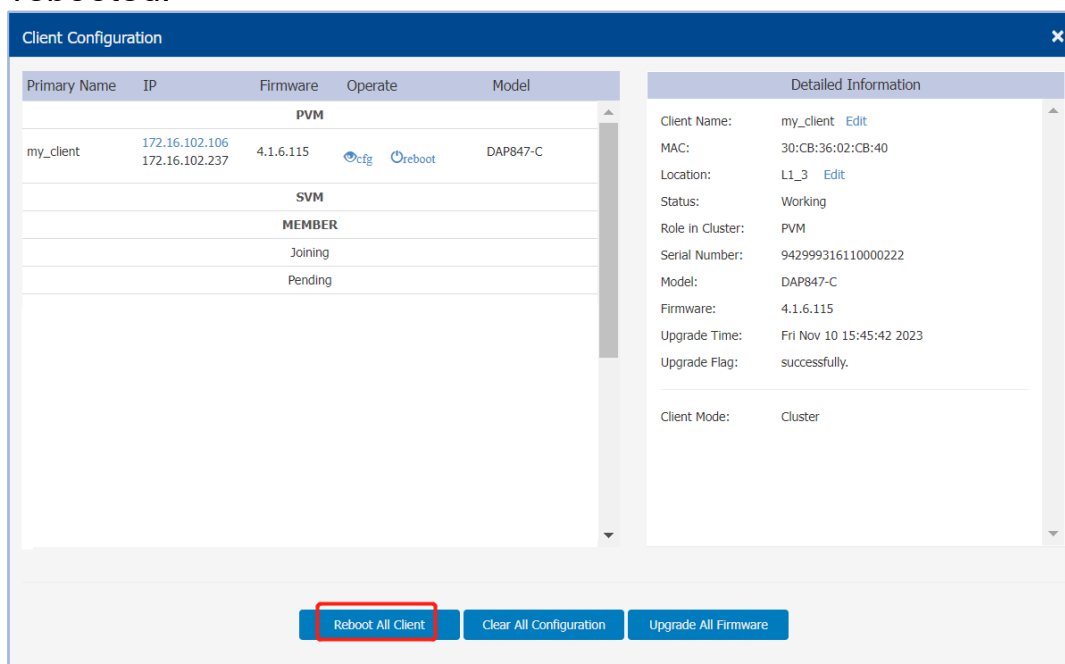 rebooted.
Client Configuration ×
Primary Name IP Firmware Operate Model
PVM
my_client 172.16.102.106 4.1.6.115 cfg reboot DAP847-C
172.16.102.237
SVM
MEMBER
Joining
Pending
Detailed Information
Client Name: my_client Edit
MAC: 30:CB:36:02:CB:40
Location: L1_3 Edit
Status: Working
Role in Cluster: PVM
Serial Number: 942999316110000222
Model: DAP847-C
Firmware: 4.1.6.115
Upgrade Time: Fri Nov 10 15:45:42 2023
Upgrade Flag: successfully.
Client Mode: Cluster
Reboot All Client Clear All Configuration Upgrade All Firmware